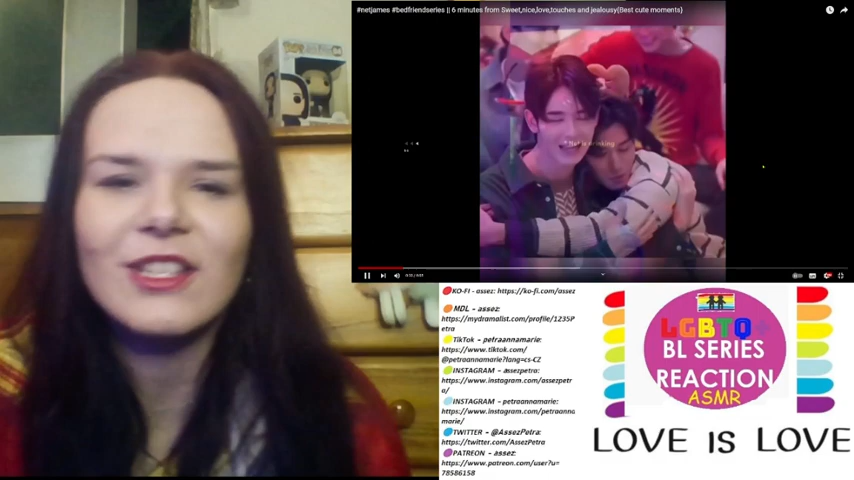 #netjames #bedfriendseries || 6 minutes from Sweet,nice,love,touches and jealousy(Best cute moments)
POP!
Net is drinking
KO-FI - assez: https://ko-fi.com/assez
MDL – assez:
https://mydramalist.com/profile/1235P
etra
TikTok – petraannamarie:
https://www.tiktok.com/
@petraannamarie?lang=cs-CZ
INSTAGRAM – assezpetra:
https://www.instagram.com/assezpetr
a/
INSTAGRAM – petraannamarie:
https://www.instagram.com/petraanna
marie/
TWITTER – @AssezPetra:
https://twitter.com/AssezPetra
PATREON – assez:
https://www.patreon.com/user?u=
78586158
LGBTQ+
BL SERIES
REACTION
ASMR
LOVE IS LOVE